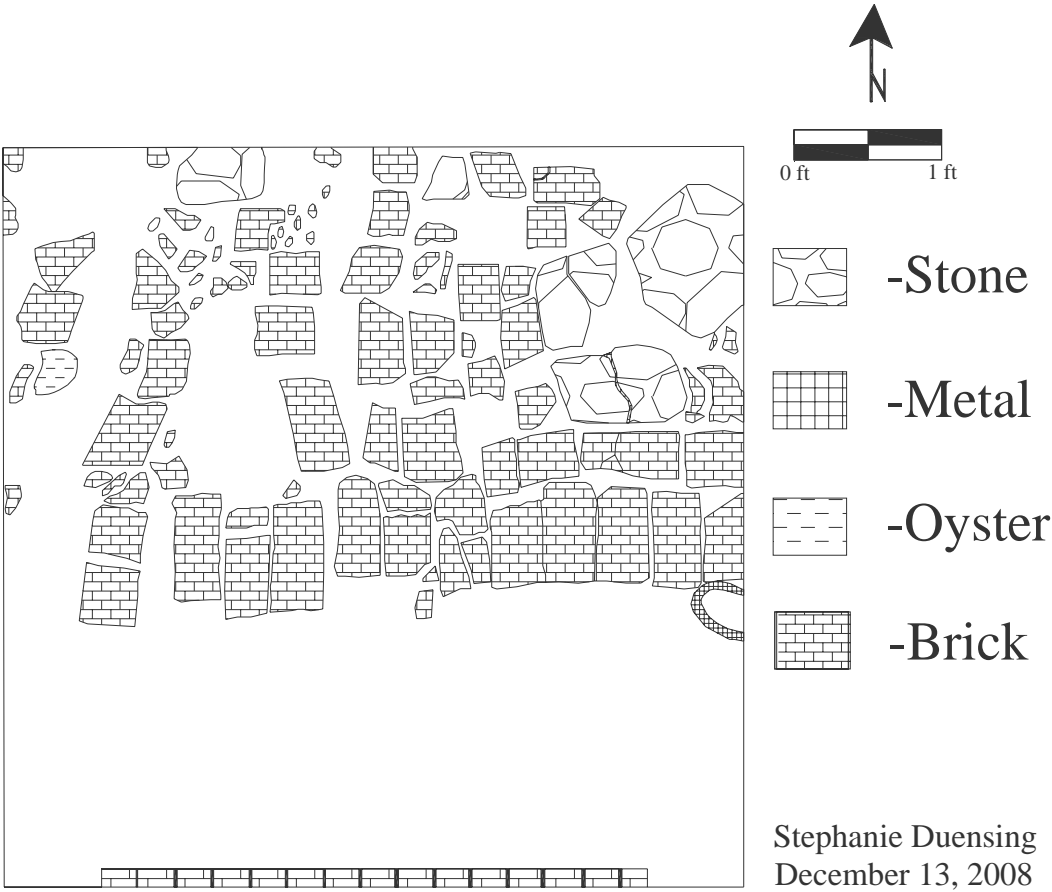 N
0 ft 1 ft
-Stone
-Metal
-Oyster
-Brick
Stephanie Duensing
December 13, 2008